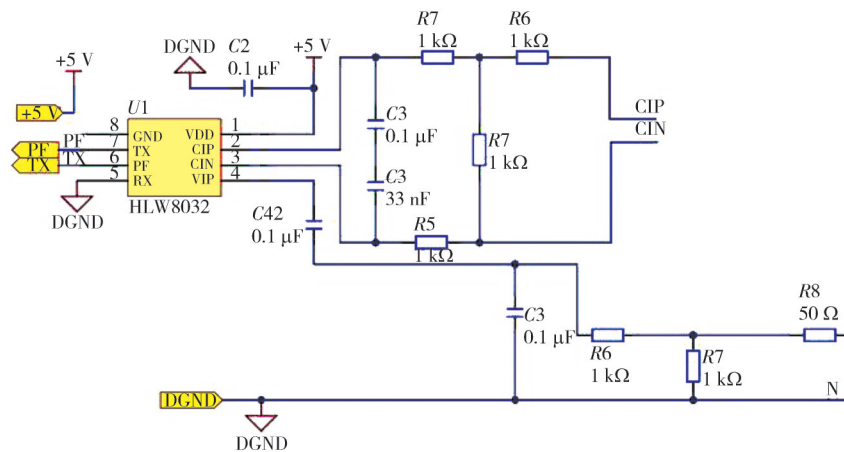 +5 V
+5 V
DGND
C2
0.1 μF
+5 V
R7
1 kΩ
R6
1 kΩ
CIP
CIN
U1
8
GND
VDD
1
PF
PF
7
TX
CIP
2
TX
TX
6
PF
CIN
3
5
RX
VIP
4
HLW8032
DGND
C3
0.1 μF
C3
33 nF
R7
1 kΩ
R5
1 kΩ
C42
0.1 μF
C3
0.1 μF
R6
1 kΩ
R7
1 kΩ
R8
50 Ω
N
DGND
DGND